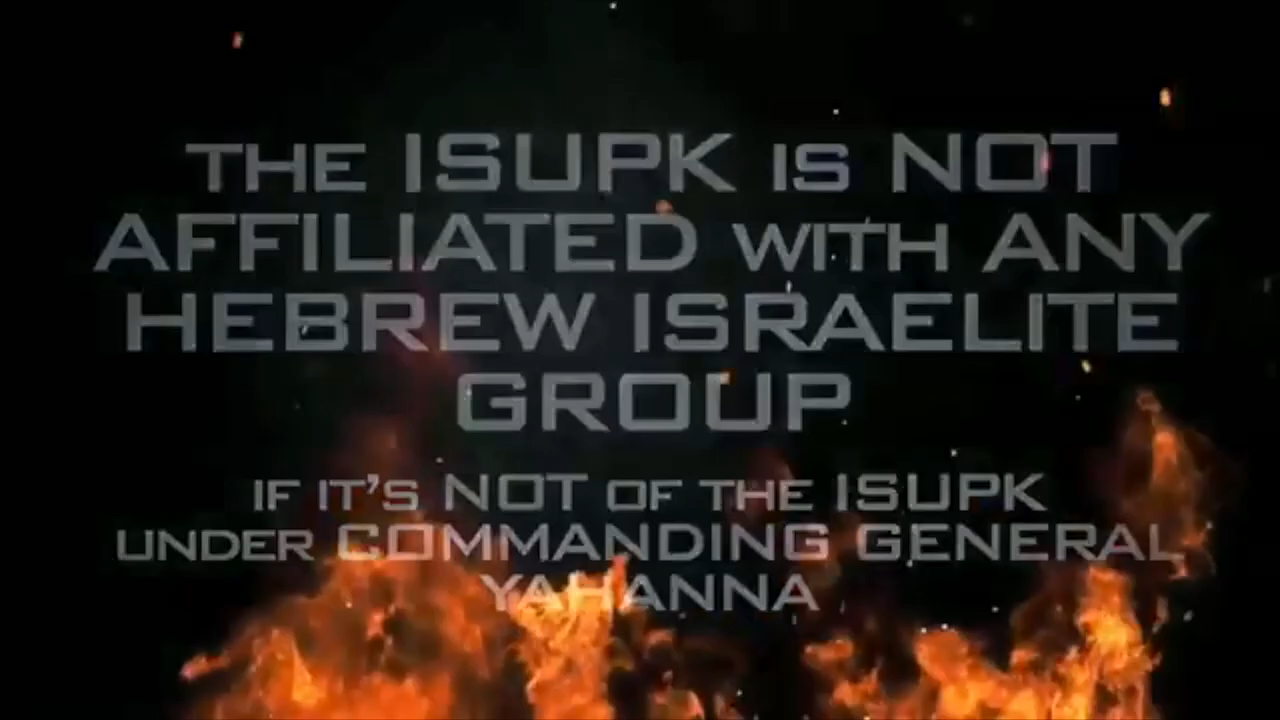 THE ISUPK IS NOT
AFFILIATED WITH ANY
HEBREW ISRAELITE
GROUP
IF IT'S NOT OF THE ISUPK
UNDER COMMANDING GENERAL
YAHANNA